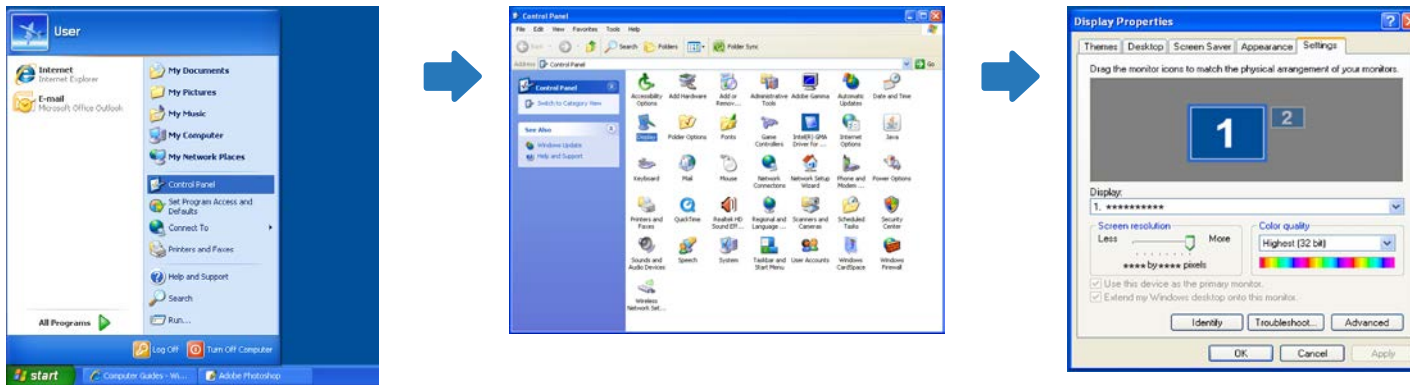 User
Internet
Internet Explorer
E-mail
Microsoft Office Outlook
My Documents
My Pictures
My Music
My Computer
My Network Places
Control Panel
Set Program Access and
Defaults
Connect To
Printers and Faxes
Help and Support
Search
Run...
All Programs
Log Off Turn Off Computer
start Computer Guides - Wi... Adobe Photoshop
Control Panel
File Edit View Favorites Tools Help
Back Search Folders Folder Sync
Address Control Panel Go
Control Panel
Switch to Category View
See Also
Windows Update
Help and Support
Accessibility Options
Add Hardware
Add or Remov...
Administrative Tools
Adobe Gamma
Automatic Updates
Date and Time
Display
Folder Options
Fonts
Game Controllers
Intel(R) GMA Driver for ...
Internet Options
Java
Keyboard
Mail
Mouse
Network Connections
Network Setup Wizard
Phone and Modem ...
Power Options
Printers and Faxes
QuickTime
Realtek HD Sound Eff...
Regional and Language ...
Scanners and Cameras
Scheduled Tasks
Security Center
Sounds and Audio Devices
Speech
System
Taskbar and Start Menu
User Accounts
Windows CardSpace
Windows Firewall
Wireless Network Set...
Display Properties
Themes Desktop Screen Saver Appearance Settings
Drag the monitor icons to match the physical arrangement of your monitors.
1 2
Display:
1. **********
Screen resolution
Less More
**** by **** pixels
Color quality
Highest (32 bit)
Use this device as the primary monitor.
Extend my Windows desktop onto this monitor.
Identify Troubleshoot... Advanced
OK Cancel Apply